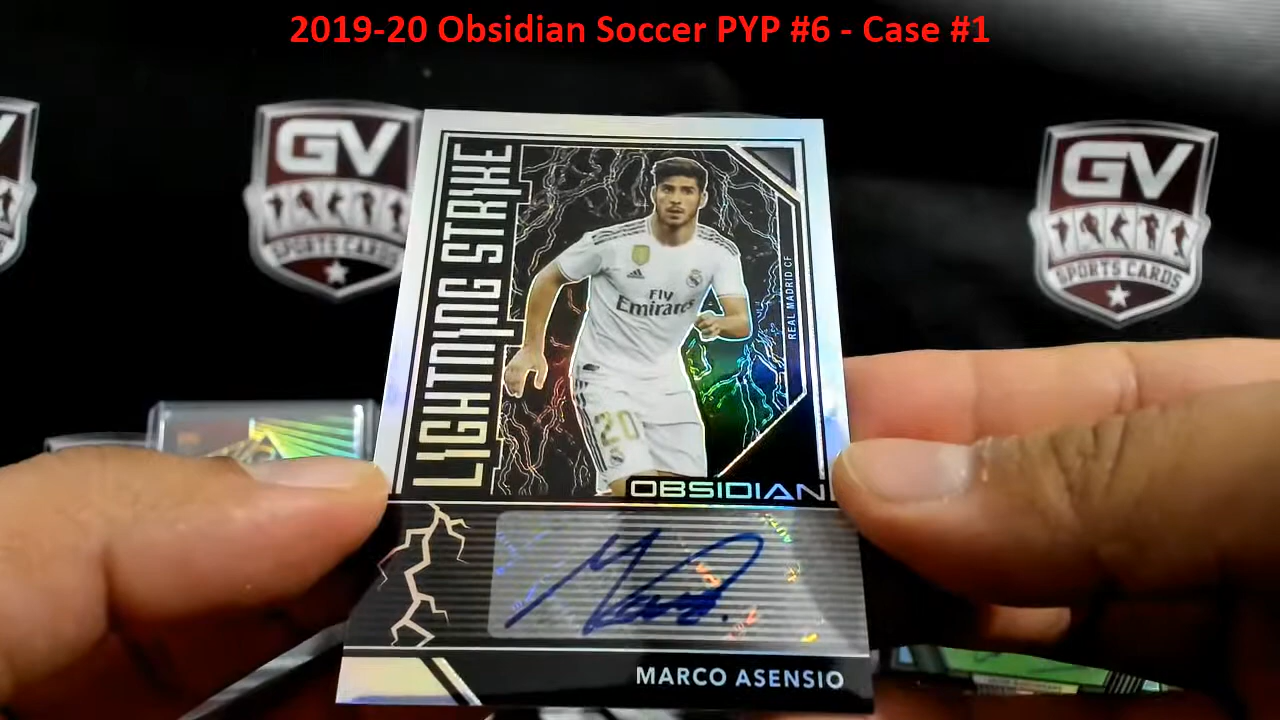 2019-20 Obsidian Soccer PYP #6 - Case #1
GV
SPORTS CARDS
GV
SPORTS CARDS
LIGHTNING STRIKE
REAL MADRID CF
adidas
Fly
Emirates
20
OBSIDIAN
MARCO ASENSIO